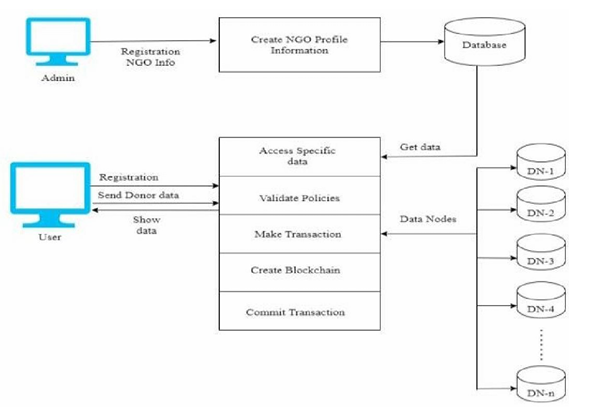 Create NGO Profile
Information
Database
Registration
NGO Info
Admin
Access Specific
data
Get data
Registration
Send Donor data
Show
data
User
Validate Policies
Make Transaction
Create Blockchain
Commit Transaction
Data Nodes
DN-1
DN-2
DN-3
DN-4
DN-n